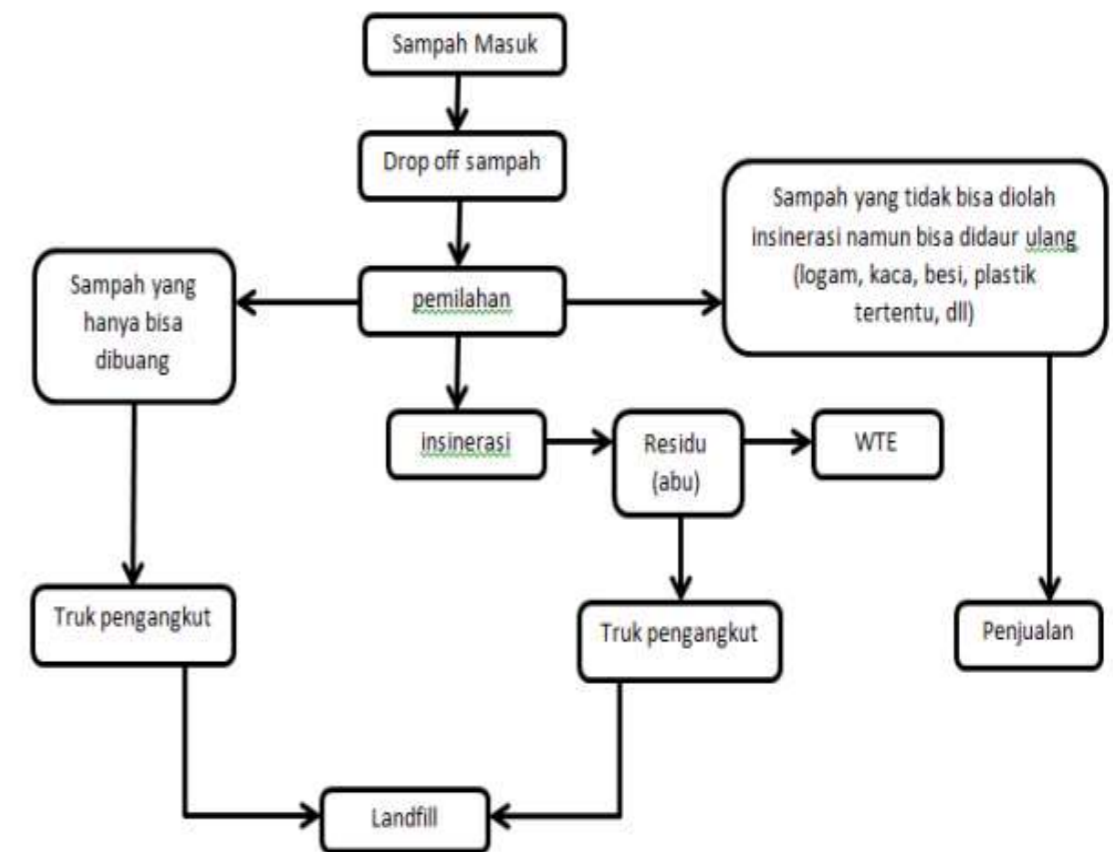 Sampah Masuk
Drop off sampah
Sampah yang tidak bisa diolah
insinerasi namun bisa didaur ulang
(logam, kaca, besi, plastik
tertentu, dll)
Sampah yang
hanya bisa
dibuang
pemilahan
insinerasi
Residu
(abu)
WTE
Truk pengangkut
Truk pengangkut
Penjualan
Landfill